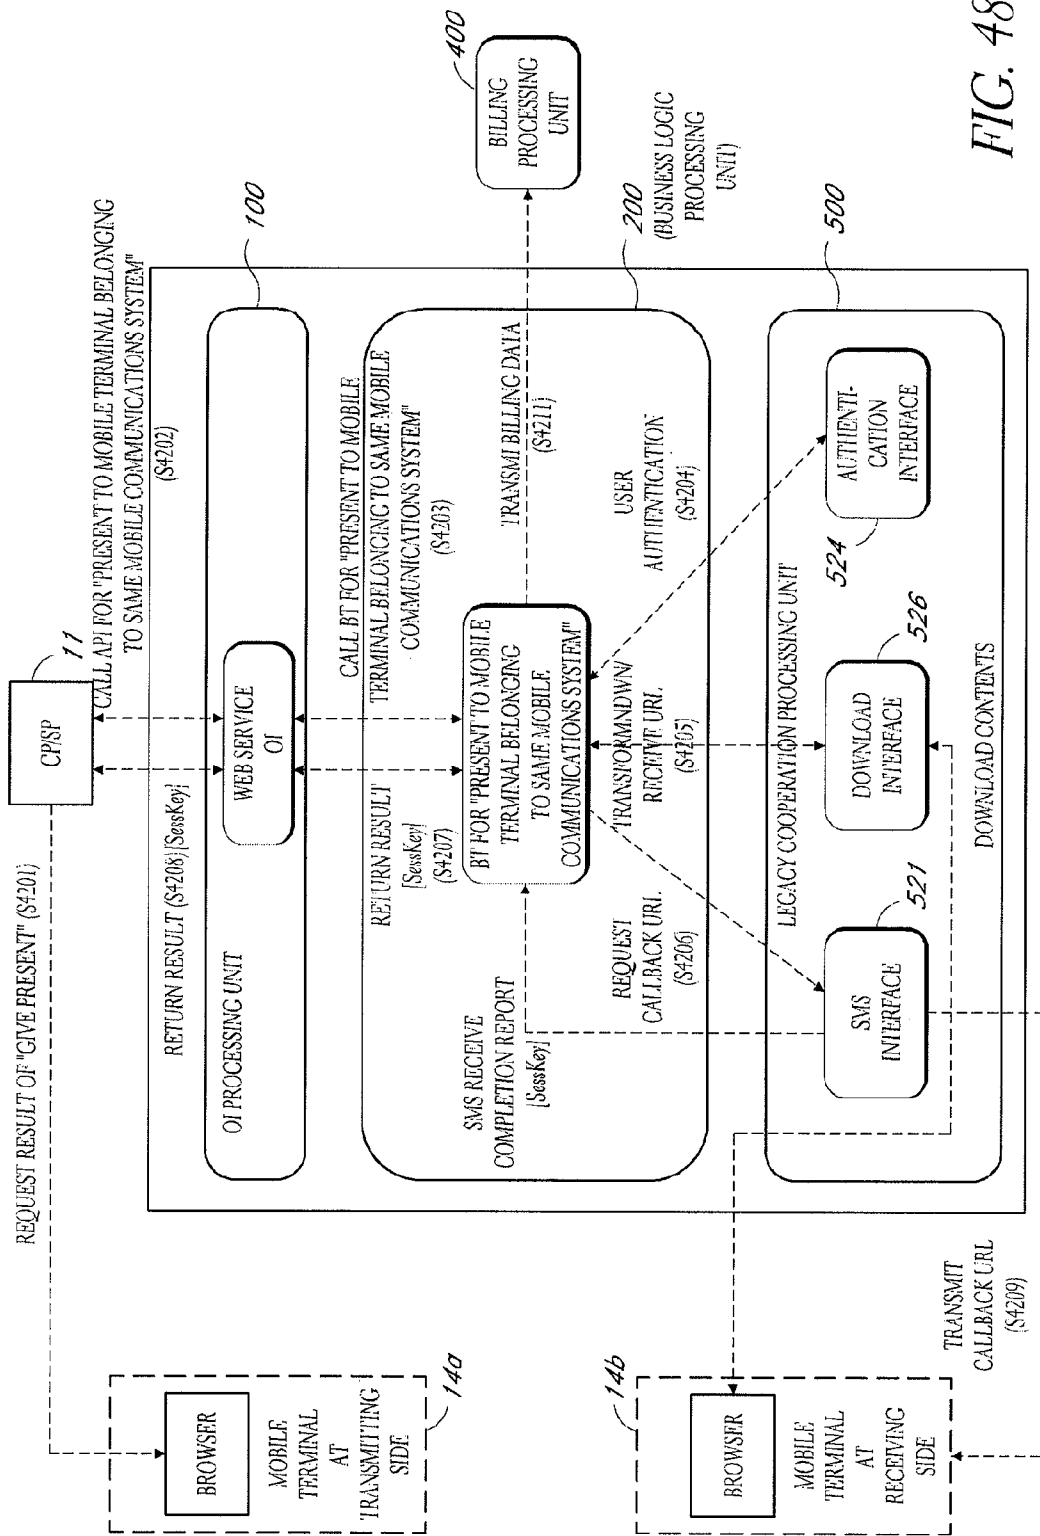 FIG. 48
REQUEST RESULT OF "GIVE PRESENT" (S4201)
CP/SP
11
CALL API FOR "PRESENT TO MOBILE TERMINAL BELONGING
TO SAME MOBILE COMMUNICATIONS SYSTEM"
(S4202)
RETURN RESULT (S4208)[SessKey]
100
OI PROCESSING UNIT
WEB SERVICE
OI
CALL BT FOR "PRESENT TO MOBILE
TERMINAL BELONGING TO SAME MOBILE
COMMUNICATIONS SYSTEM"
(S4203)
RETURN RESULT
[SessKey]
(S4207)
400
BILLING
PROCESSING
UNIT
TRANSMI BILLING DATA
(S4211)
200
(BUSINESS LOGIC
PROCESSING
UNIT)
BT FOR "PRESENT TO MOBILE
TERMINAL BELONGING
TO SAME MOBILE
COMMUNICATIONS SYSTEM"
SMS RECEIVE
COMPLETION REPORT
[SessKey]
REQUEST
CALLBACK URL
(S4206)
TRANSFORMNDWN/
RECEIVE URL
(S4205)
USER
AUTHENTICATION
(S4204)
500
LEGACY COOPERATION PROCESSING UNIT
SMS
INTERFACE
521
DOWNLOAD
INTERFACE
526
AUTHENTI-
CATION
INTERFACE
524
DOWNLOAD CONTENTS
TRANSMIT
CALLBACK URL
(S4209)
BROWSER
MOBILE
TERMINAL
AT
TRANSMITTING
SIDE
14a
BROWSER
MOBILE
TERMINAL
AT
RECEIVING
SIDE
14b